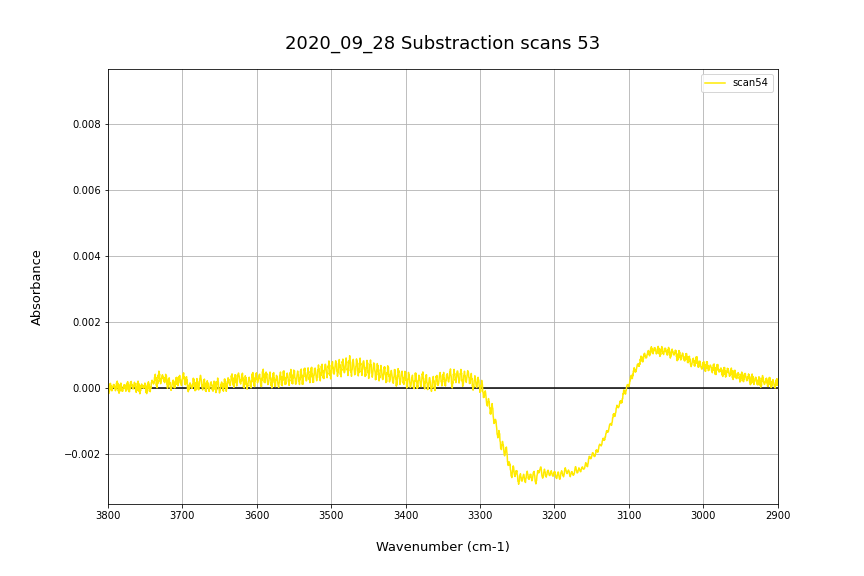 2020_09_28 Substraction scans 53
scan54
0.008
0.006
0.004
0.002
0.000
−0.002
Absorbance
3800 3700 3600 3500 3400 3300 3200 3100 3000 2900
Wavenumber (cm-1)